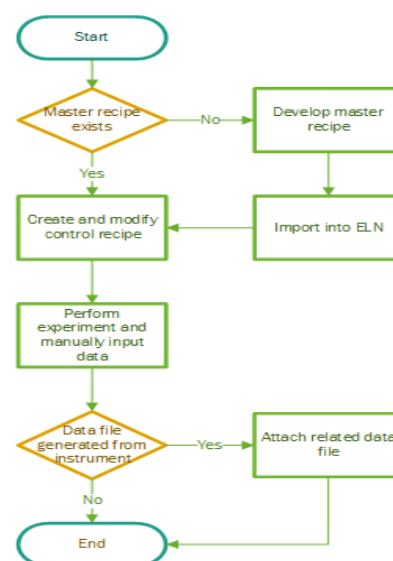 Start
Master recipe
exists
No
Develop master
recipe
Yes
Create and modify
control recipe
Import into ELN
Perform
experiment and
manually input
data
Data file
generated from
instrument
Yes
Attach related data
file
No
End